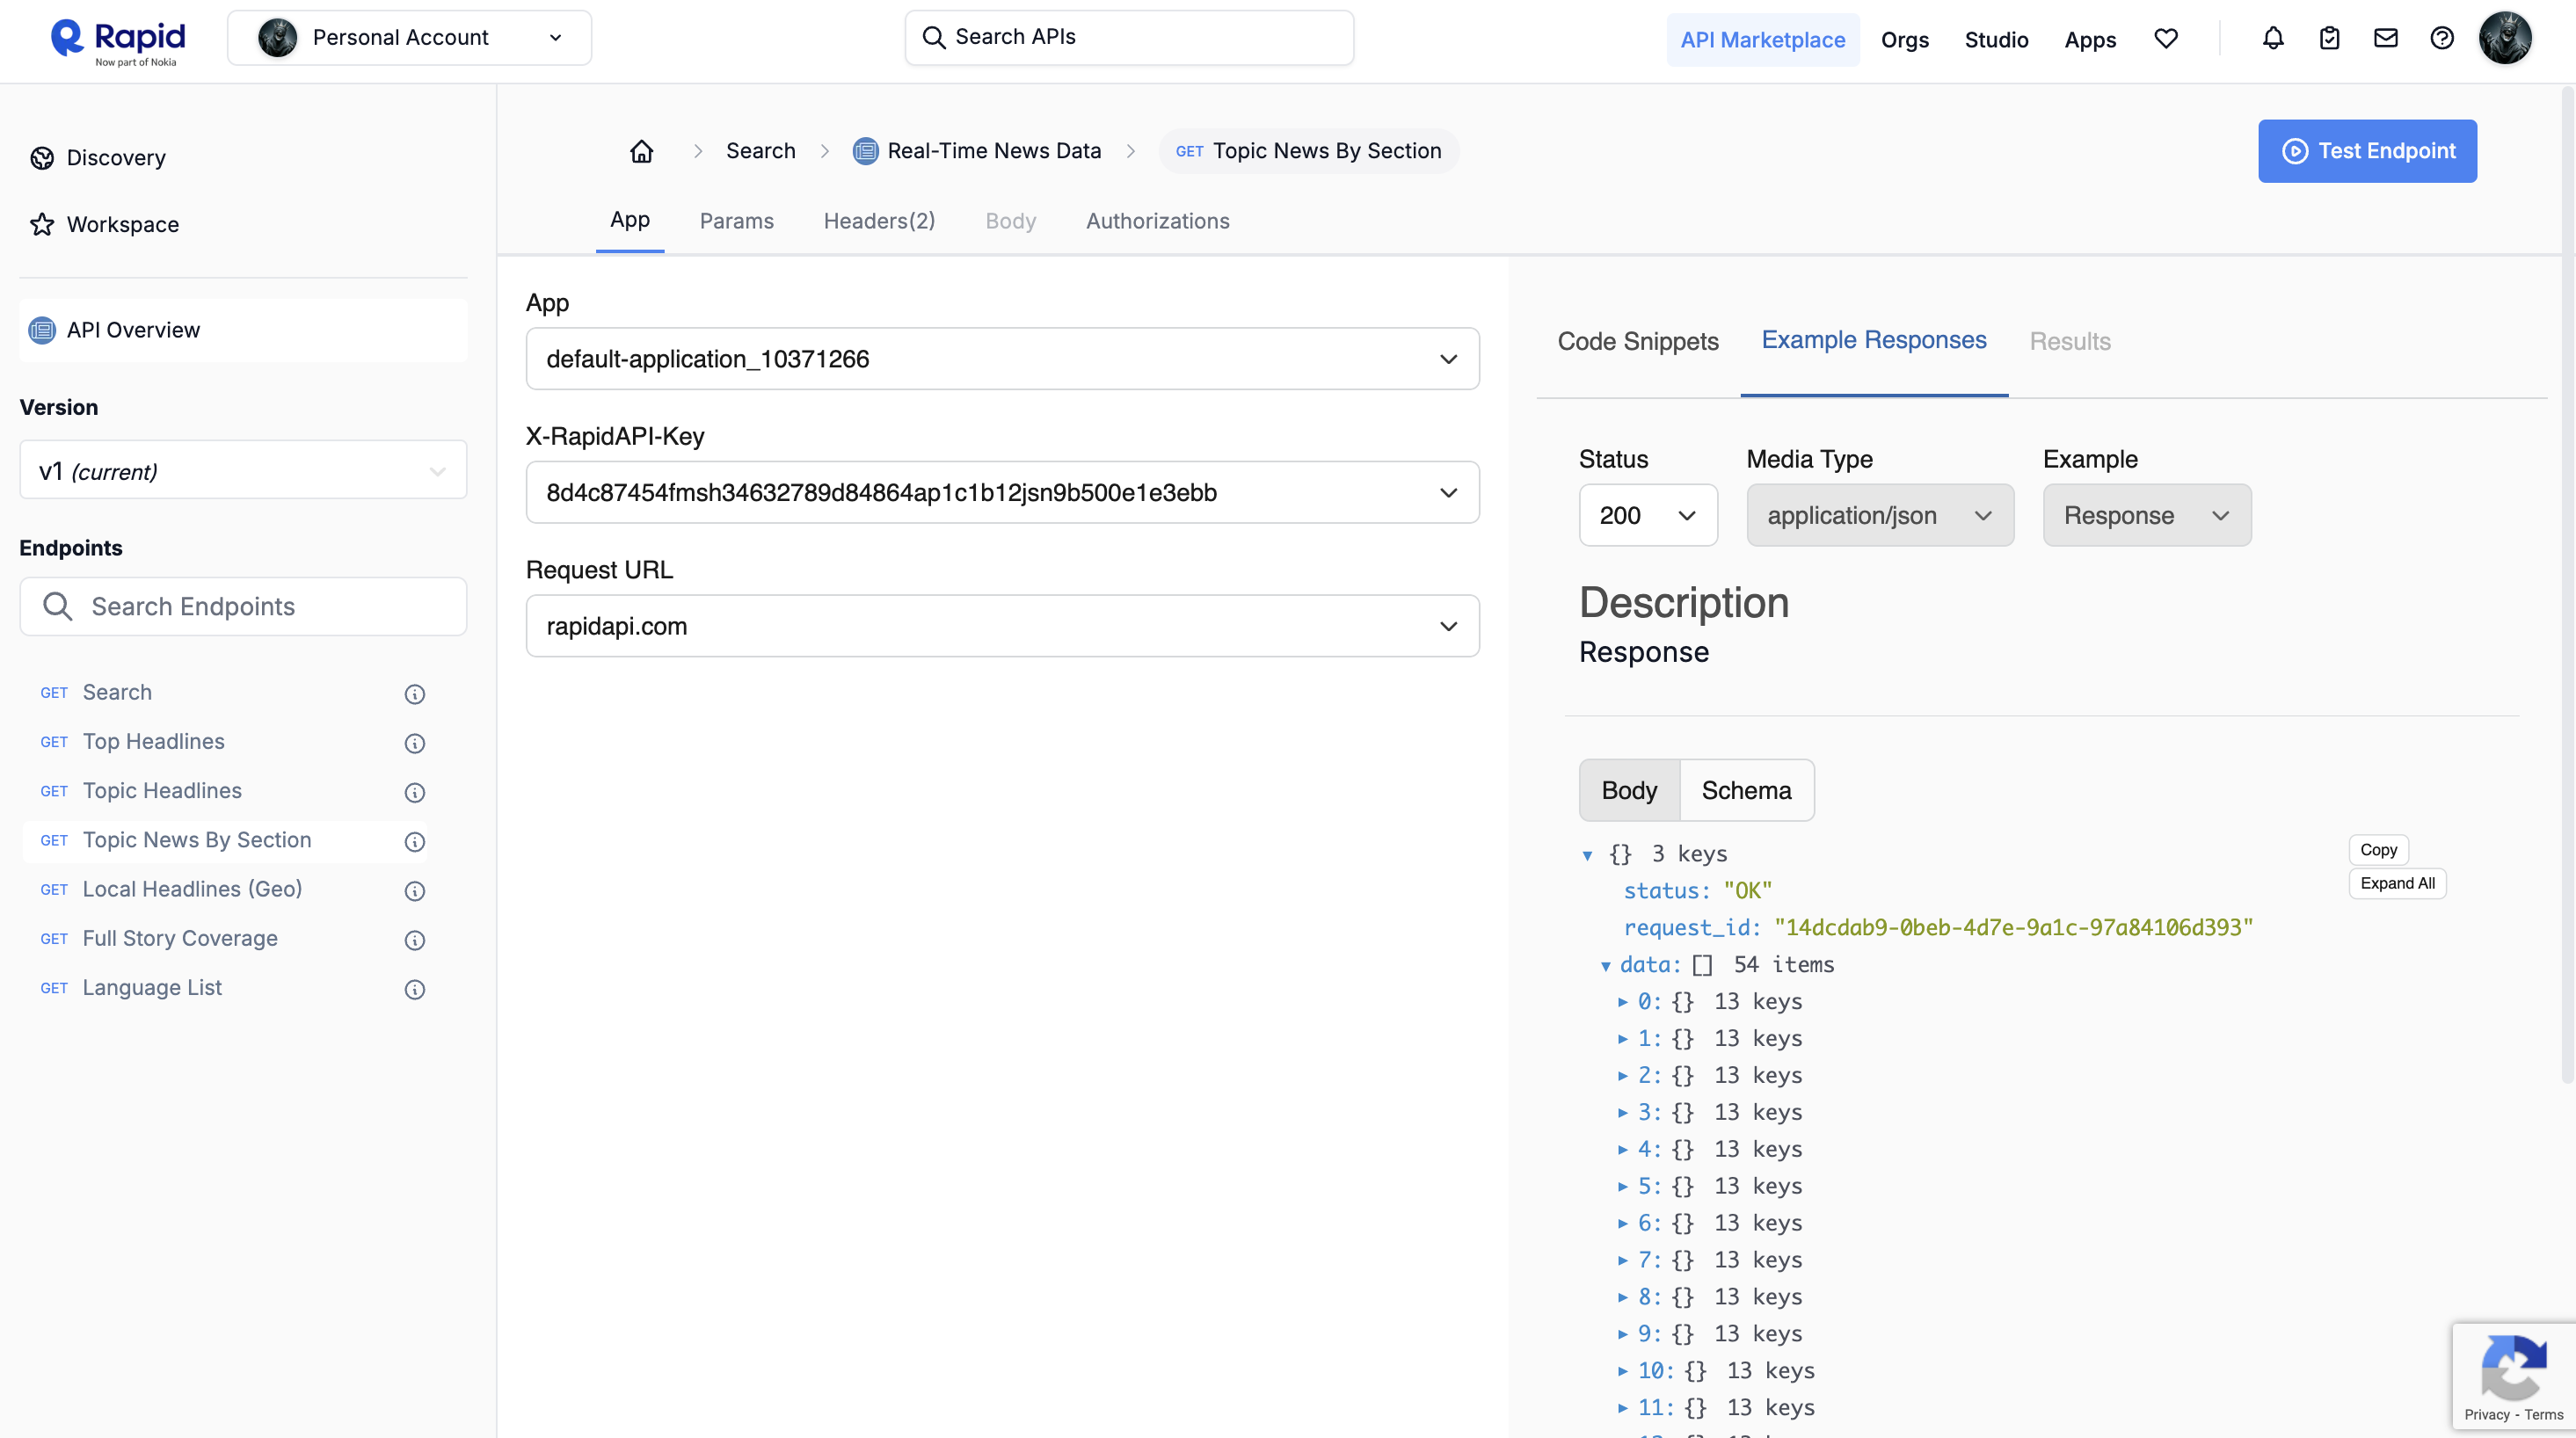 Rapid
Now part of Nokia
Personal Account
Search APIs
API Marketplace
Orgs
Studio
Apps
Discovery
Workspace
API Overview
Version
v1 (current)
Endpoints
Search Endpoints
GET Search
GET Top Headlines
GET Topic Headlines
GET Topic News By Section
GET Local Headlines (Geo)
GET Full Story Coverage
GET Language List
Search
Real-Time News Data
GET Topic News By Section
Test Endpoint
App
Params
Headers(2)
Body
Authorizations
App
default-application_10371266
X-RapidAPI-Key
8d4c87454fmsh34632789d84864ap1c1b12jsn9b500e1e3ebb
Request URL
rapidapi.com
Code Snippets
Example Responses
Results
Status
Media Type
Example
200
application/json
Response
Description
Response
Body
Schema
{} 3 keys
Copy
Expand All
status: "OK"
request_id: "14dcdab9-0beb-4d7e-9a1c-97a84106d393"
data: [] 54 items
0: {} 13 keys
1: {} 13 keys
2: {} 13 keys
3: {} 13 keys
4: {} 13 keys
5: {} 13 keys
6: {} 13 keys
7: {} 13 keys
8: {} 13 keys
9: {} 13 keys
10: {} 13 keys
11: {} 13 keys
Privacy - Terms